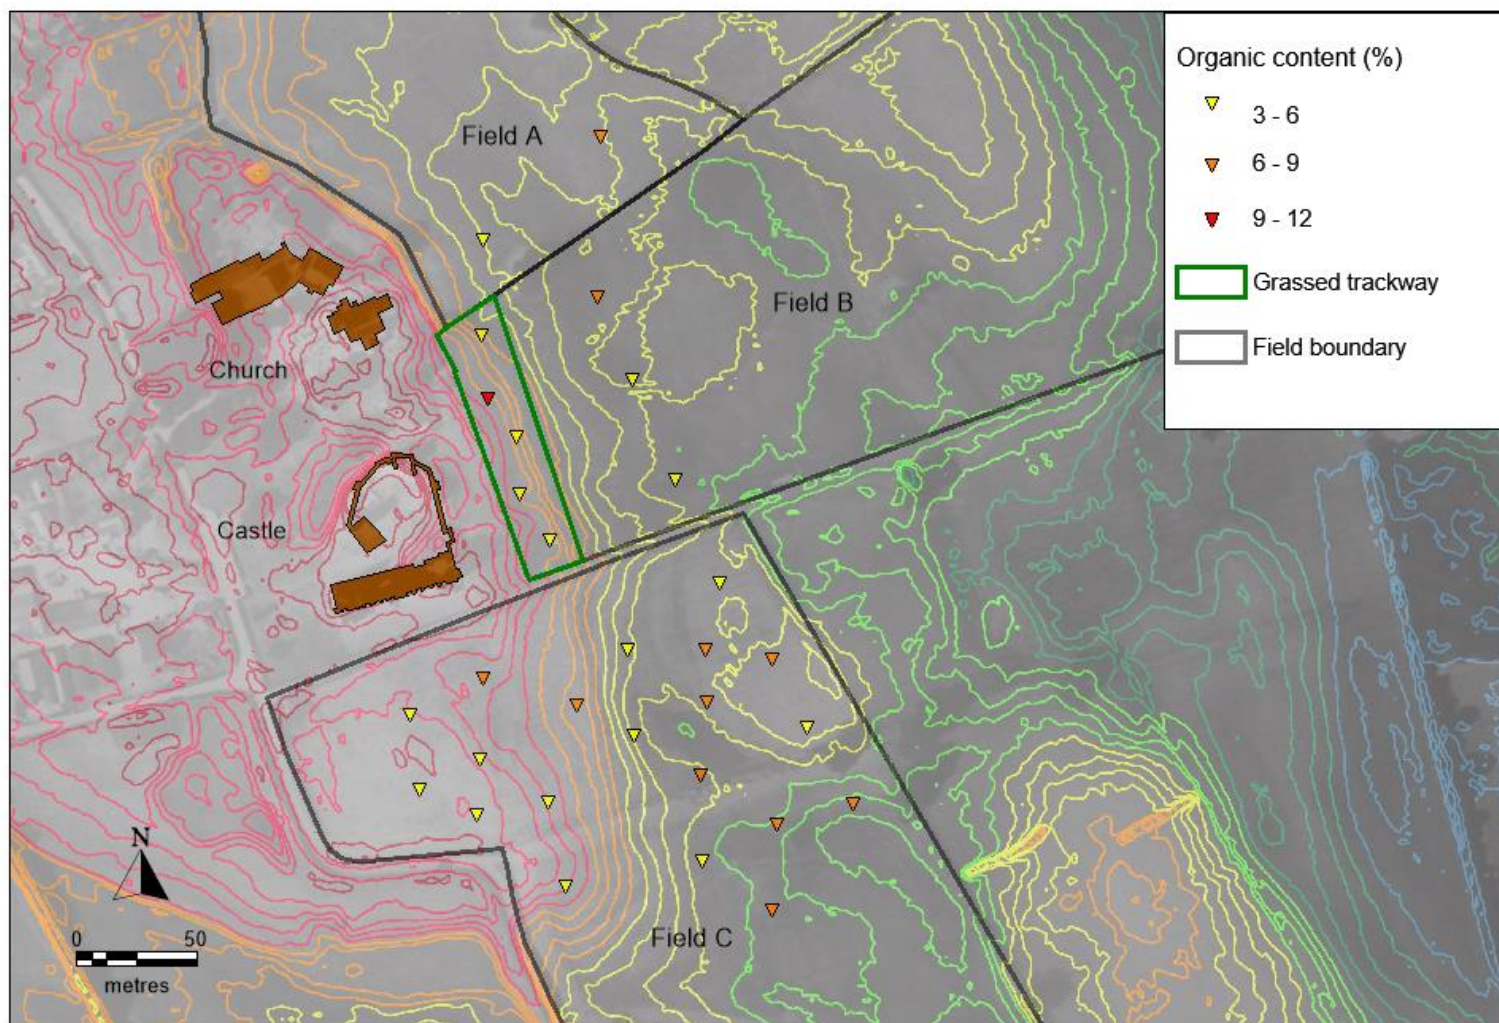 Organic content (%)
3 - 6
6 - 9
9 - 12
Grassed trackway
Field boundary
Field A
Field B
Church
Castle
Field C
N
0 50
metres